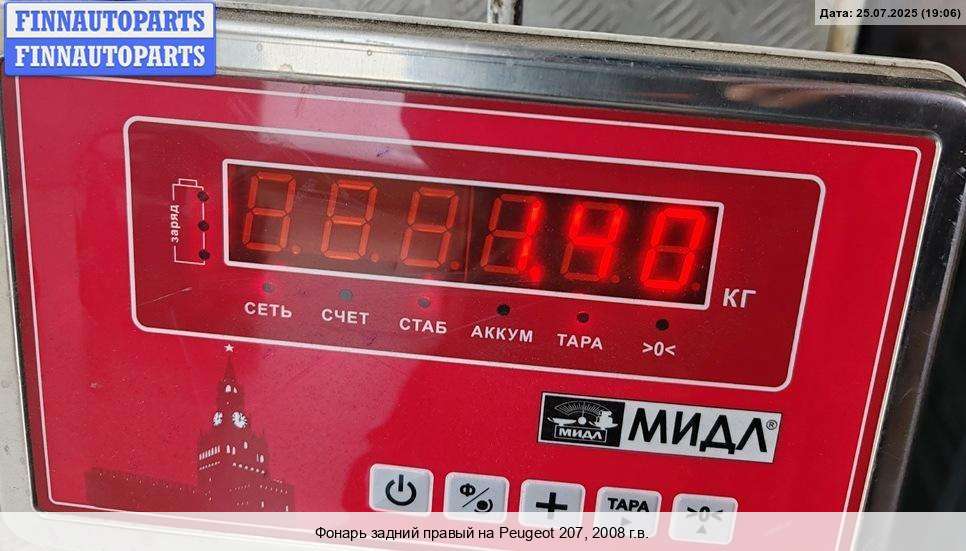 FINNAUTOPARTS
FINNAUTOPARTS
Дата: 25.07.2025 (19:06)
заряд
1.40
КГ
СЕТЬ СЧЕТ СТАБ АККУМ ТАРА >0<
МИДЛ МИДЛ®
Ф + ТАРА >0<
Фонарь задний правый на Peugeot 207, 2008 г.в.